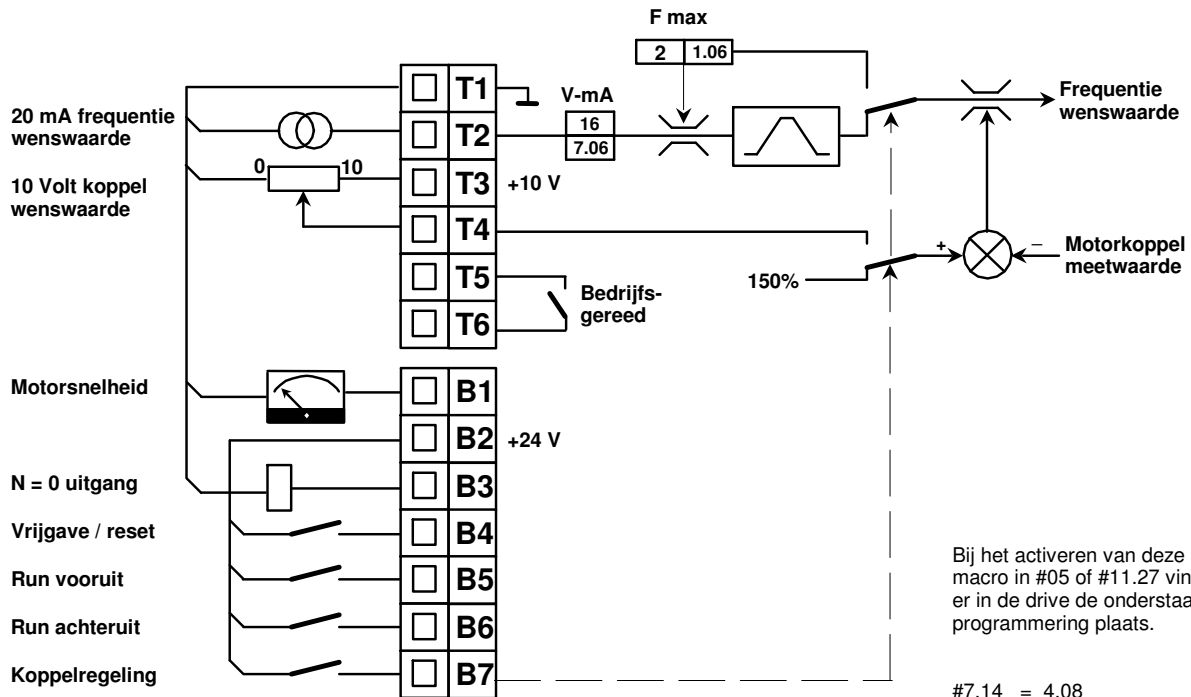 F max
2 1.06
T1
V-mA
20 mA frequentie
wenswaarde
T2
16
7.06
Frequentie
wenswaarde
0 10
T3 +10 V
10 Volt koppel
wenswaarde
T4
+ –
Motorkoppel
meetwaarde
150%
T5
Bedrijfs-
gereed
T6
Motorsnelheid
B1
B2 +24 V
N = 0 uitgang
B3
Vrijgave / reset
B4
Run vooruit
B5
Run achteruit
B6
Koppelregeling
B7
Bij het activeren van deze
macro in #05 of #11.27 vin
er in de drive de onderstaa
programmering plaats.
#7.14 = 4.08